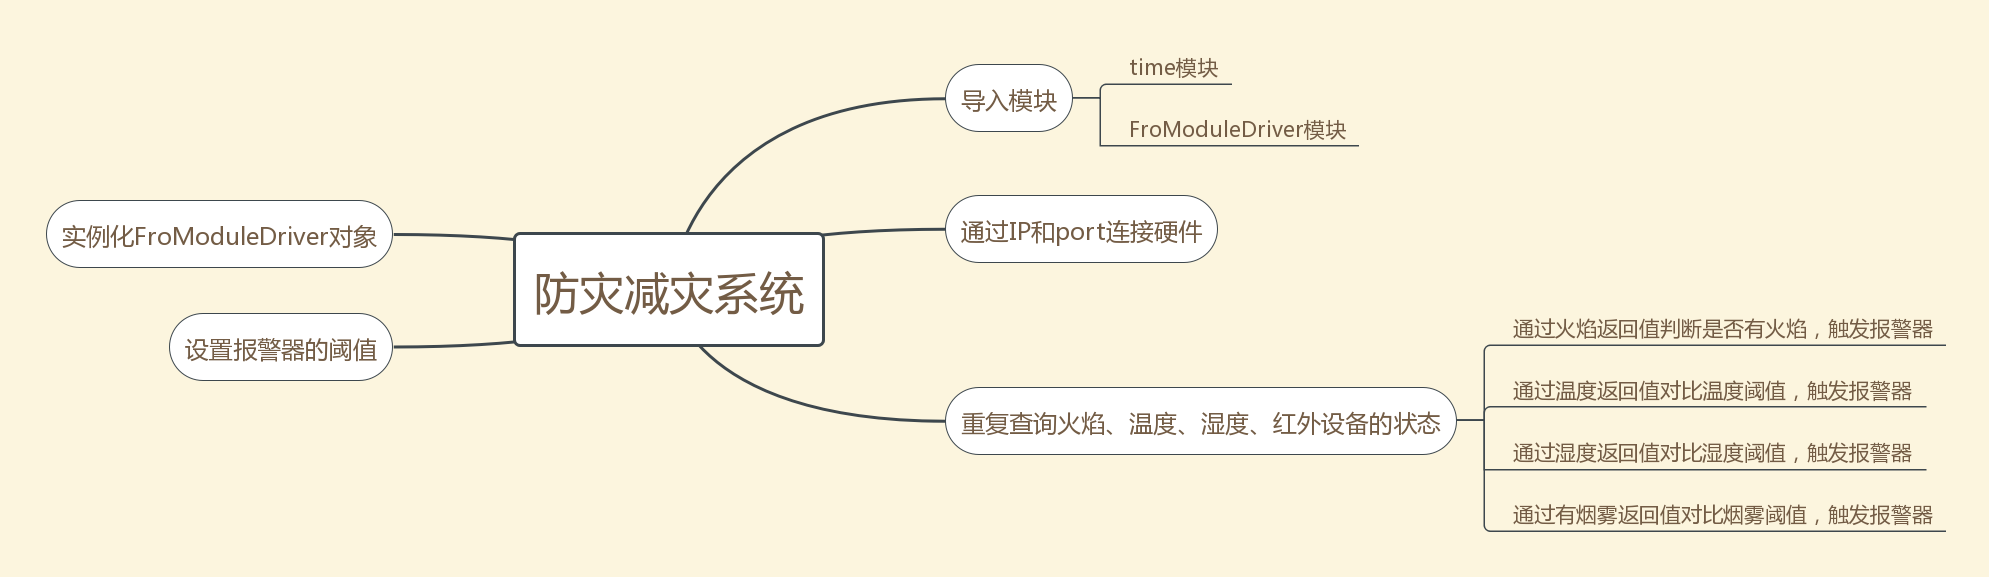 防灾减灾系统
导入模块
time模块
FroModuleDriver模块
通过IP和port连接硬件
重复查询火焰、温度、湿度、红外设备的状态
通过火焰返回值判断是否有火焰，触发报警器
通过温度返回值对比温度阈值，触发报警器
通过湿度返回值对比湿度阈值，触发报警器
通过有烟雾返回值对比烟雾阈值，触发报警器
实例化FroModuleDriver对象
设置报警器的阈值